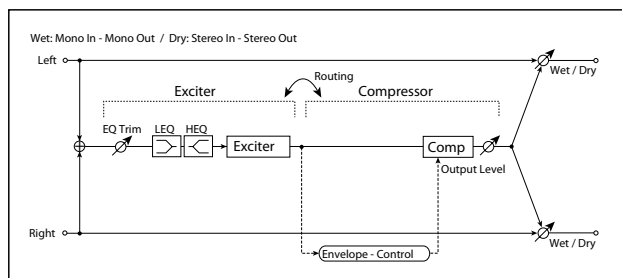 Wet: Mono In - Mono Out / Dry: Stereo In - Stereo Out
Left
Wet / Dry
Routing
Exciter
Compressor
EQ Trim
LEQ
HEQ
Exciter
Comp
Output Level
Right
Wet / Dry
Envelope - Control